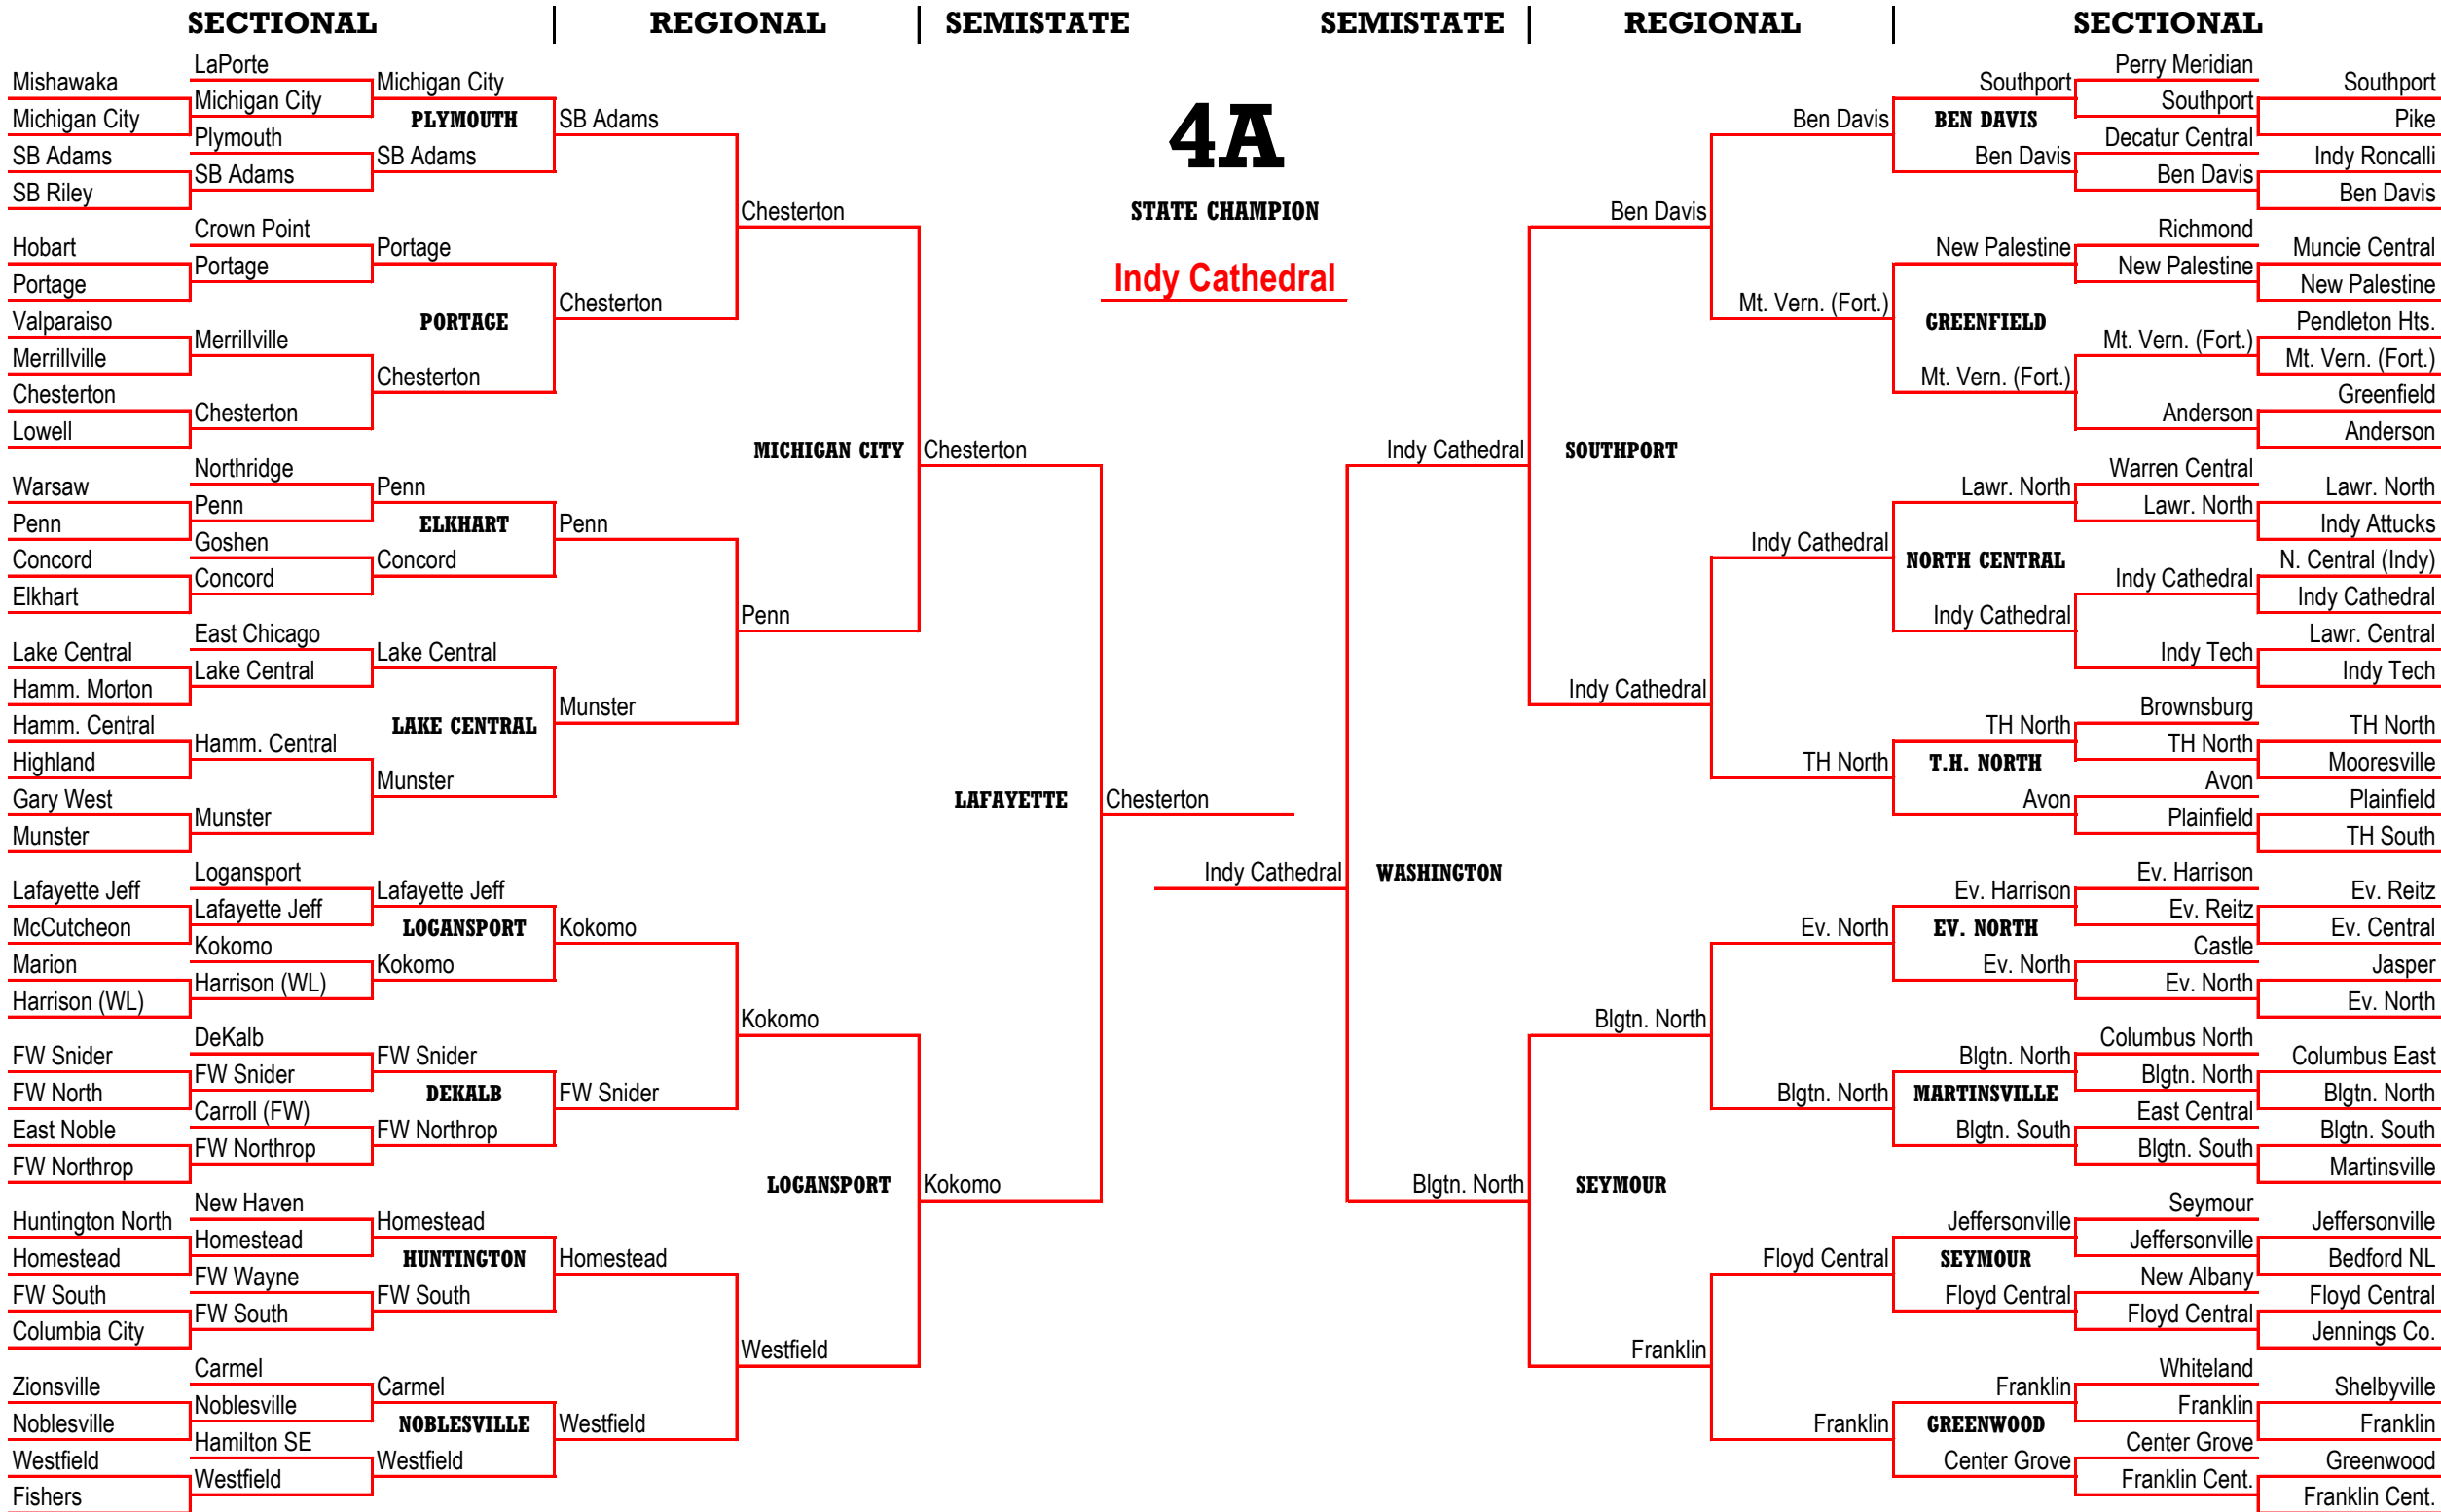 SECTIONAL
REGIONAL
SEMISTATE
SEMISTATE
REGIONAL
SECTIONAL
4A
STATE CHAMPION
Indy Cathedral
Mishawaka
Michigan City
SB Adams
SB Riley
Hobart
Portage
Valparaiso
Merrillville
Chesterton
Lowell
Warsaw
Penn
Concord
Elkhart
Lake Central
Hamm. Morton
Hamm. Central
Highland
Gary West
Munster
Lafayette Jeff
McCutcheon
Marion
Harrison (WL)
FW Snider
FW North
East Noble
FW Northrop
Huntington North
Homestead
FW South
Columbia City
Zionsville
Noblesville
Westfield
Fishers
LaPorte
Michigan City
Plymouth
SB Adams
Crown Point
Portage
Merrillville
Chesterton
Northridge
Penn
Goshen
Concord
East Chicago
Lake Central
Hamm. Central
Munster
Logansport
Lafayette Jeff
Kokomo
Harrison (WL)
DeKalb
FW Snider
Carroll (FW)
FW Northrop
New Haven
Homestead
FW Wayne
FW South
Carmel
Noblesville
Hamilton SE
Westfield
Michigan City
PLYMOUTH
SB Adams
Portage
PORTAGE
Chesterton
Penn
ELKHART
Concord
Lake Central
LAKE CENTRAL
Munster
Lafayette Jeff
LOGANSPORT
Kokomo
FW Snider
DEKALB
FW Northrop
Homestead
HUNTINGTON
FW South
Carmel
NOBLESVILLE
Westfield
SB Adams
Chesterton
Penn
Munster
Kokomo
FW Snider
Homestead
Westfield
Chesterton
MICHIGAN CITY
Penn
Kokomo
LOGANSPORT
Westfield
Chesterton
LAFAYETTE
Kokomo
Chesterton
Indy Cathedral
Indy Cathedral
WASHINGTON
Blgtn. North
Ben Davis
SOUTHPORT
Indy Cathedral
Blgtn. North
SEYMOUR
Franklin
Ben Davis
Mt. Vern. (Fort.)
Indy Cathedral
TH North
Ev. North
Blgtn. North
Floyd Central
Franklin
Southport
BEN DAVIS
Ben Davis
New Palestine
GREENFIELD
Mt. Vern. (Fort.)
Lawr. North
NORTH CENTRAL
Indy Cathedral
TH North
T.H. NORTH
Avon
Ev. Harrison
EV. NORTH
Ev. North
Blgtn. North
MARTINSVILLE
Blgtn. South
Jeffersonville
SEYMOUR
Floyd Central
Franklin
GREENWOOD
Center Grove
Perry Meridian
Southport
Decatur Central
Ben Davis
Richmond
New Palestine
Mt. Vern. (Fort.)
Anderson
Warren Central
Lawr. North
Indy Cathedral
Indy Tech
Brownsburg
TH North
Avon
Plainfield
Ev. Harrison
Ev. Reitz
Castle
Ev. North
Columbus North
Blgtn. North
East Central
Blgtn. South
Seymour
Jeffersonville
New Albany
Floyd Central
Whiteland
Franklin
Center Grove
Franklin Cent.
Southport
Pike
Indy Roncalli
Ben Davis
Muncie Central
New Palestine
Pendleton Hts.
Mt. Vern. (Fort.)
Greenfield
Anderson
Lawr. North
Indy Attucks
N. Central (Indy)
Indy Cathedral
Lawr. Central
Indy Tech
TH North
Mooresville
Plainfield
TH South
Ev. Reitz
Ev. Central
Jasper
Ev. North
Columbus East
Blgtn. North
Blgtn. South
Martinsville
Jeffersonville
Bedford NL
Floyd Central
Jennings Co.
Shelbyville
Franklin
Greenwood
Franklin Cent.